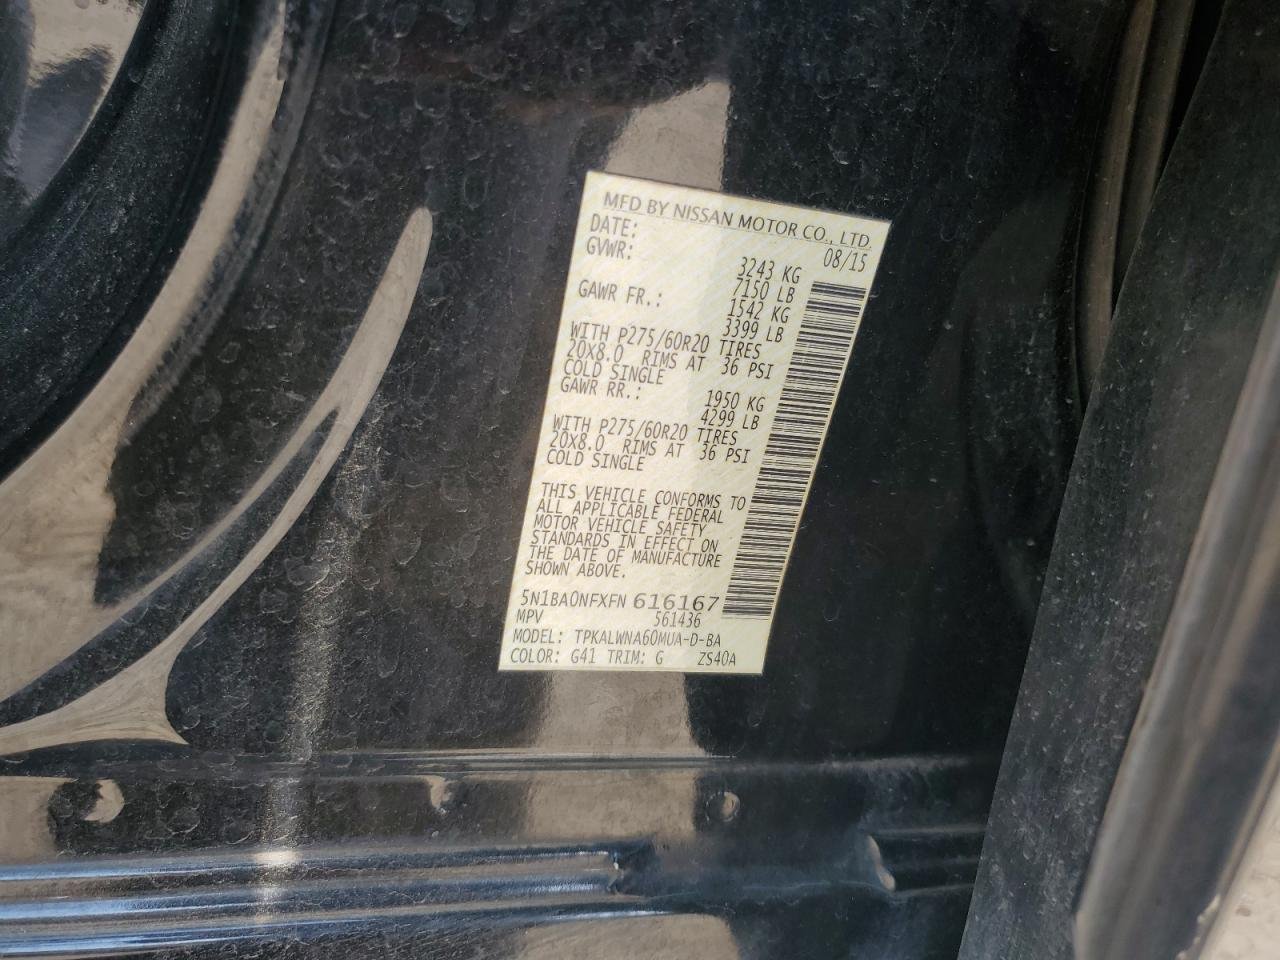 MFD BY NISSAN MOTOR CO., LTD.
DATE: 08/15
GVWR: 3243 KG
7150 LB
GAWR FR.: 1542 KG
3399 LB
WITH P275/60R20 TIRES
20X8.0 RIMS AT 36 PSI
COLD SINGLE
GAWR RR.: 1950 KG
4299 LB
WITH P275/60R20 TIRES
20X8.0 RIMS AT 36 PSI
COLD SINGLE
THIS VEHICLE CONFORMS TO
ALL APPLICABLE FEDERAL
MOTOR VEHICLE SAFETY
STANDARDS IN EFFECT ON
THE DATE OF MANUFACTURE
SHOWN ABOVE.
5N1BA0NFXFN 616167
MPV 561436
MODEL: TPKALWNA60MUA-D-BA
COLOR: G41 TRIM: G ZS40A